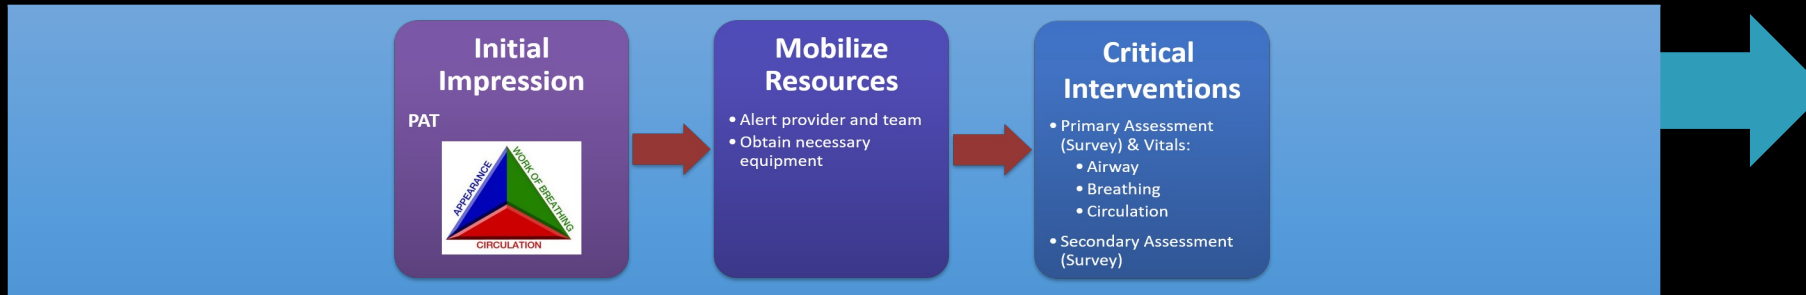 Initial
Impression
PAT
APPEARANCE
WORK OF BREATHING
CIRCULATION
Mobilize
Resources
• Alert provider and team
• Obtain necessary
equipment
Critical
Interventions
• Primary Assessment
(Survey) & Vitals:
• Airway
• Breathing
• Circulation
• Secondary Assessment
(Survey)